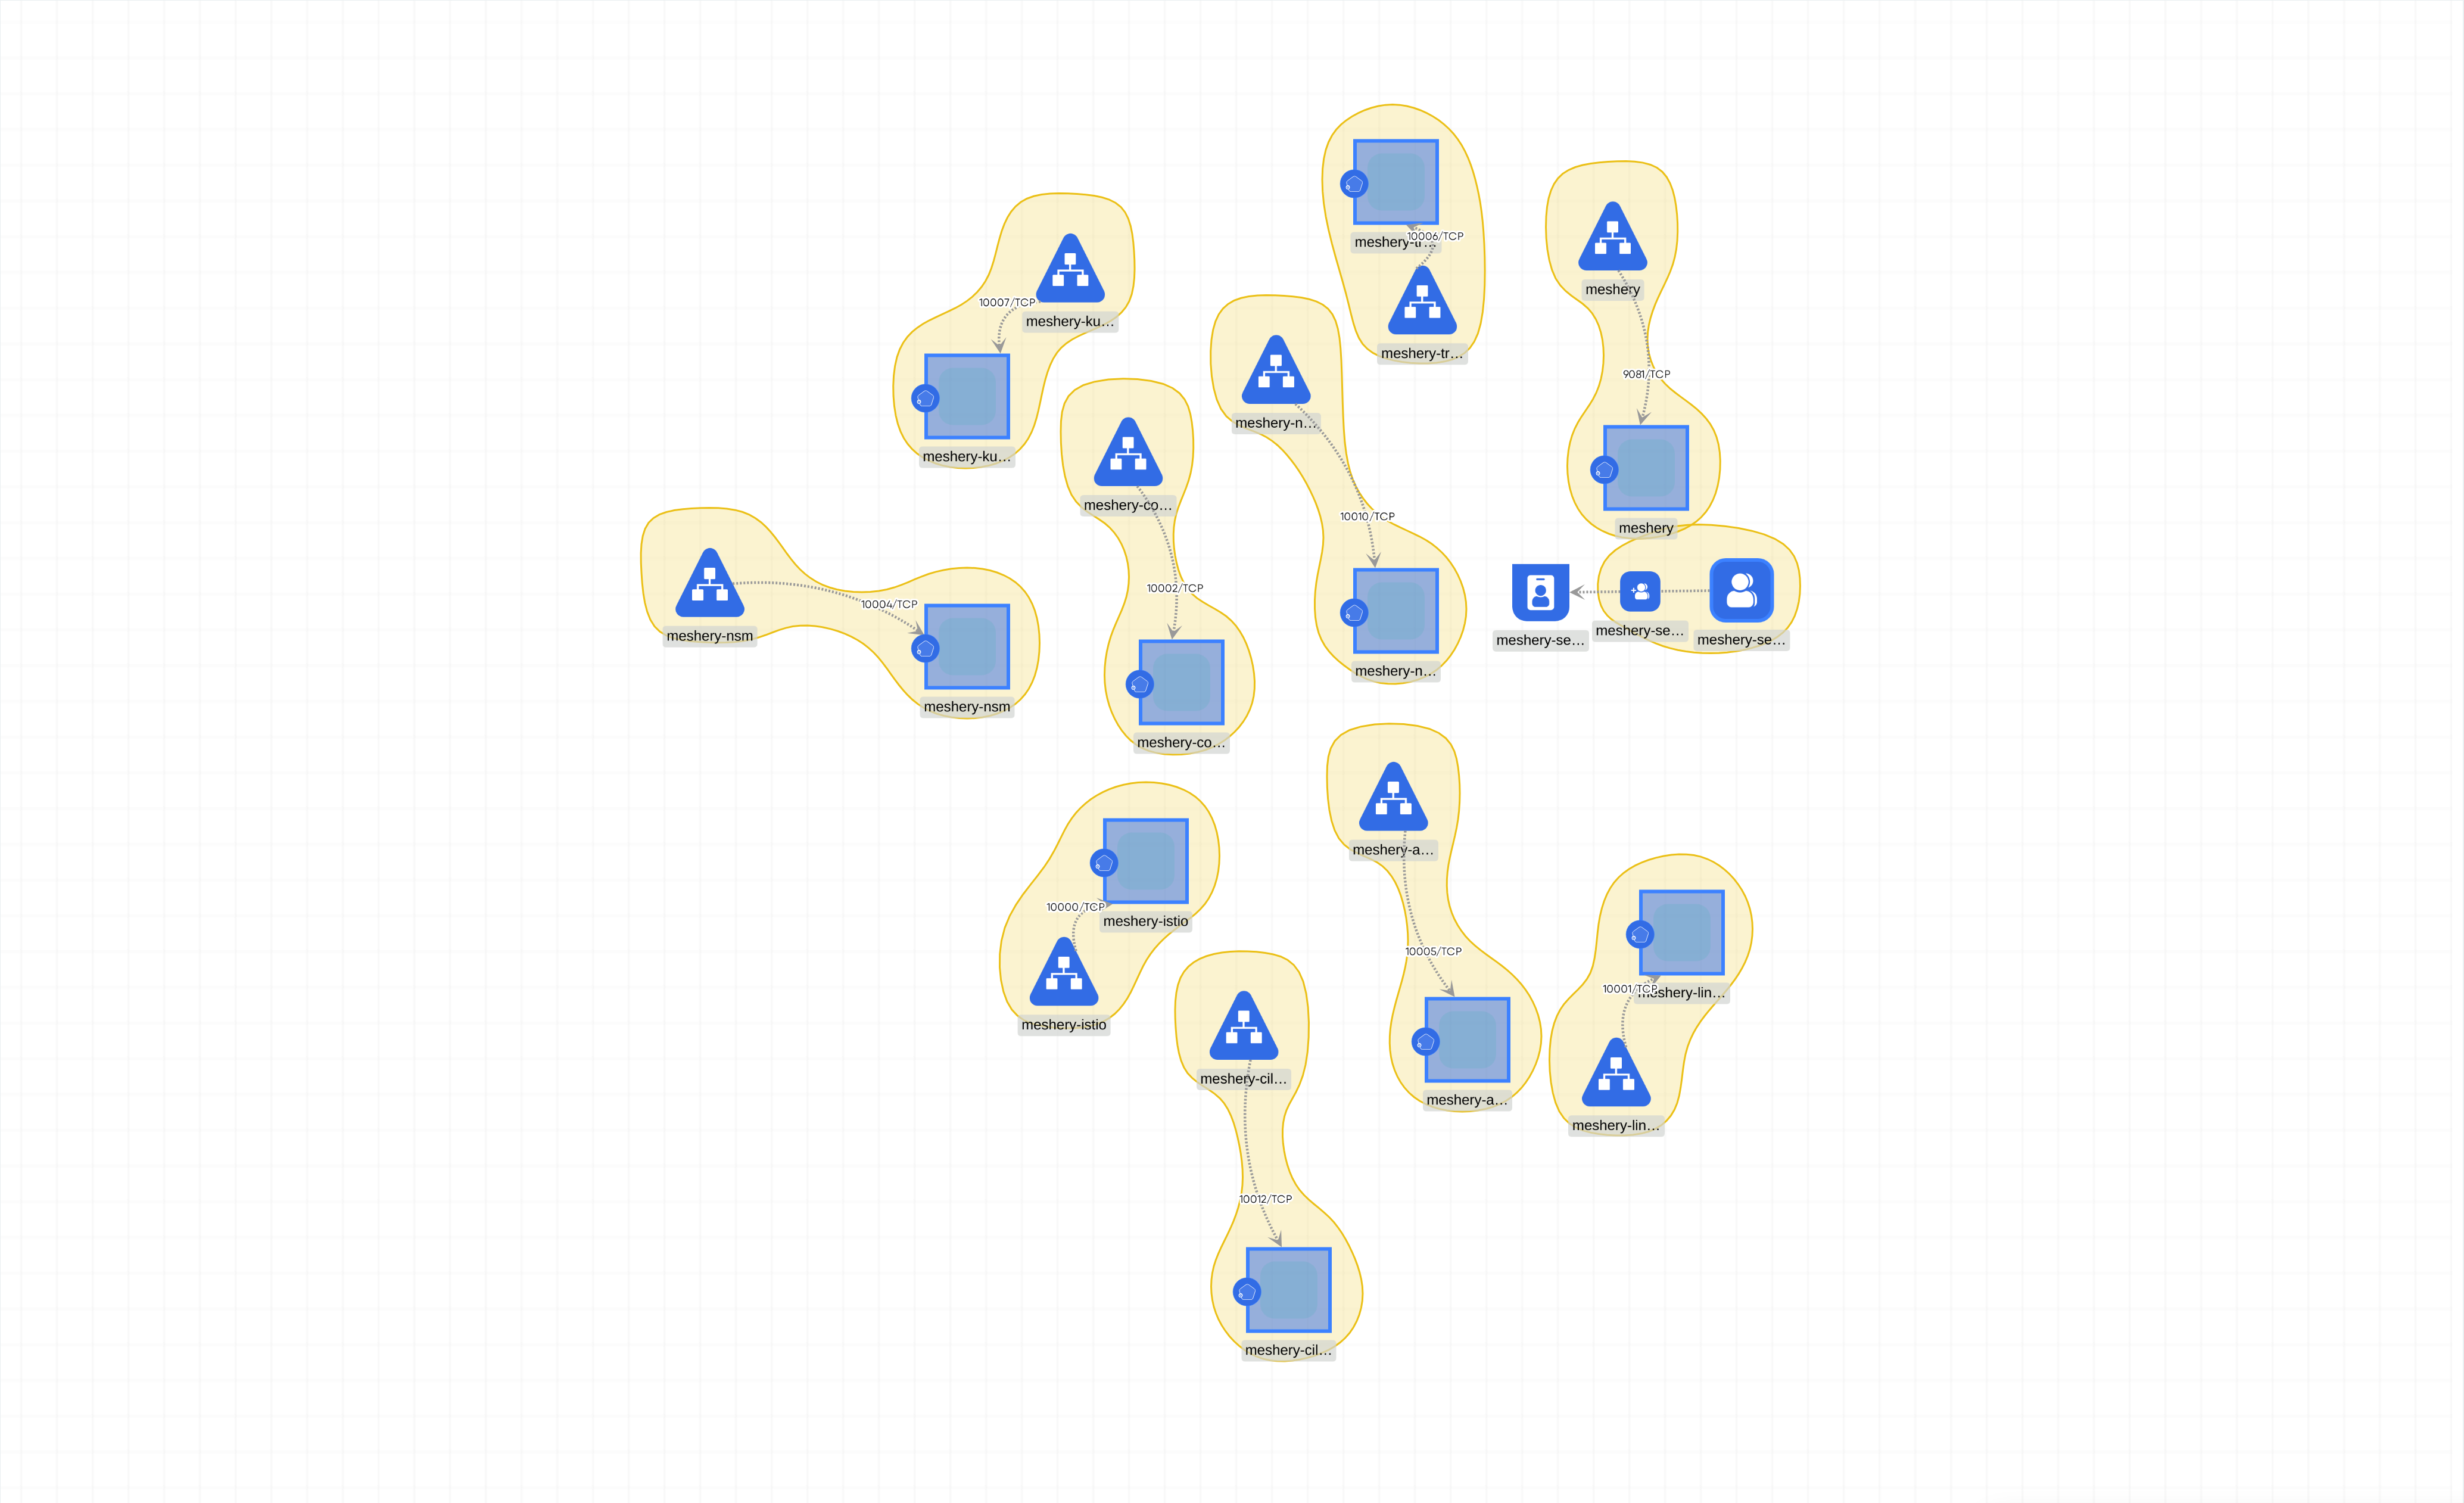 meshery-tr…
10006/TCP
meshery-tr…
meshery
9081/TCP
meshery
10007/TCP
meshery-ku…
meshery-ku…
meshery-n…
10010/TCP
meshery-n…
meshery-co…
10002/TCP
meshery-co…
meshery-nsm
10004/TCP
meshery-nsm
meshery-se…
meshery-se…
meshery-se…
meshery-istio
10000/TCP
meshery-istio
meshery-a…
10005/TCP
meshery-a…
meshery-lin…
10001/TCP
meshery-lin…
meshery-cil…
10012/TCP
meshery-cil…